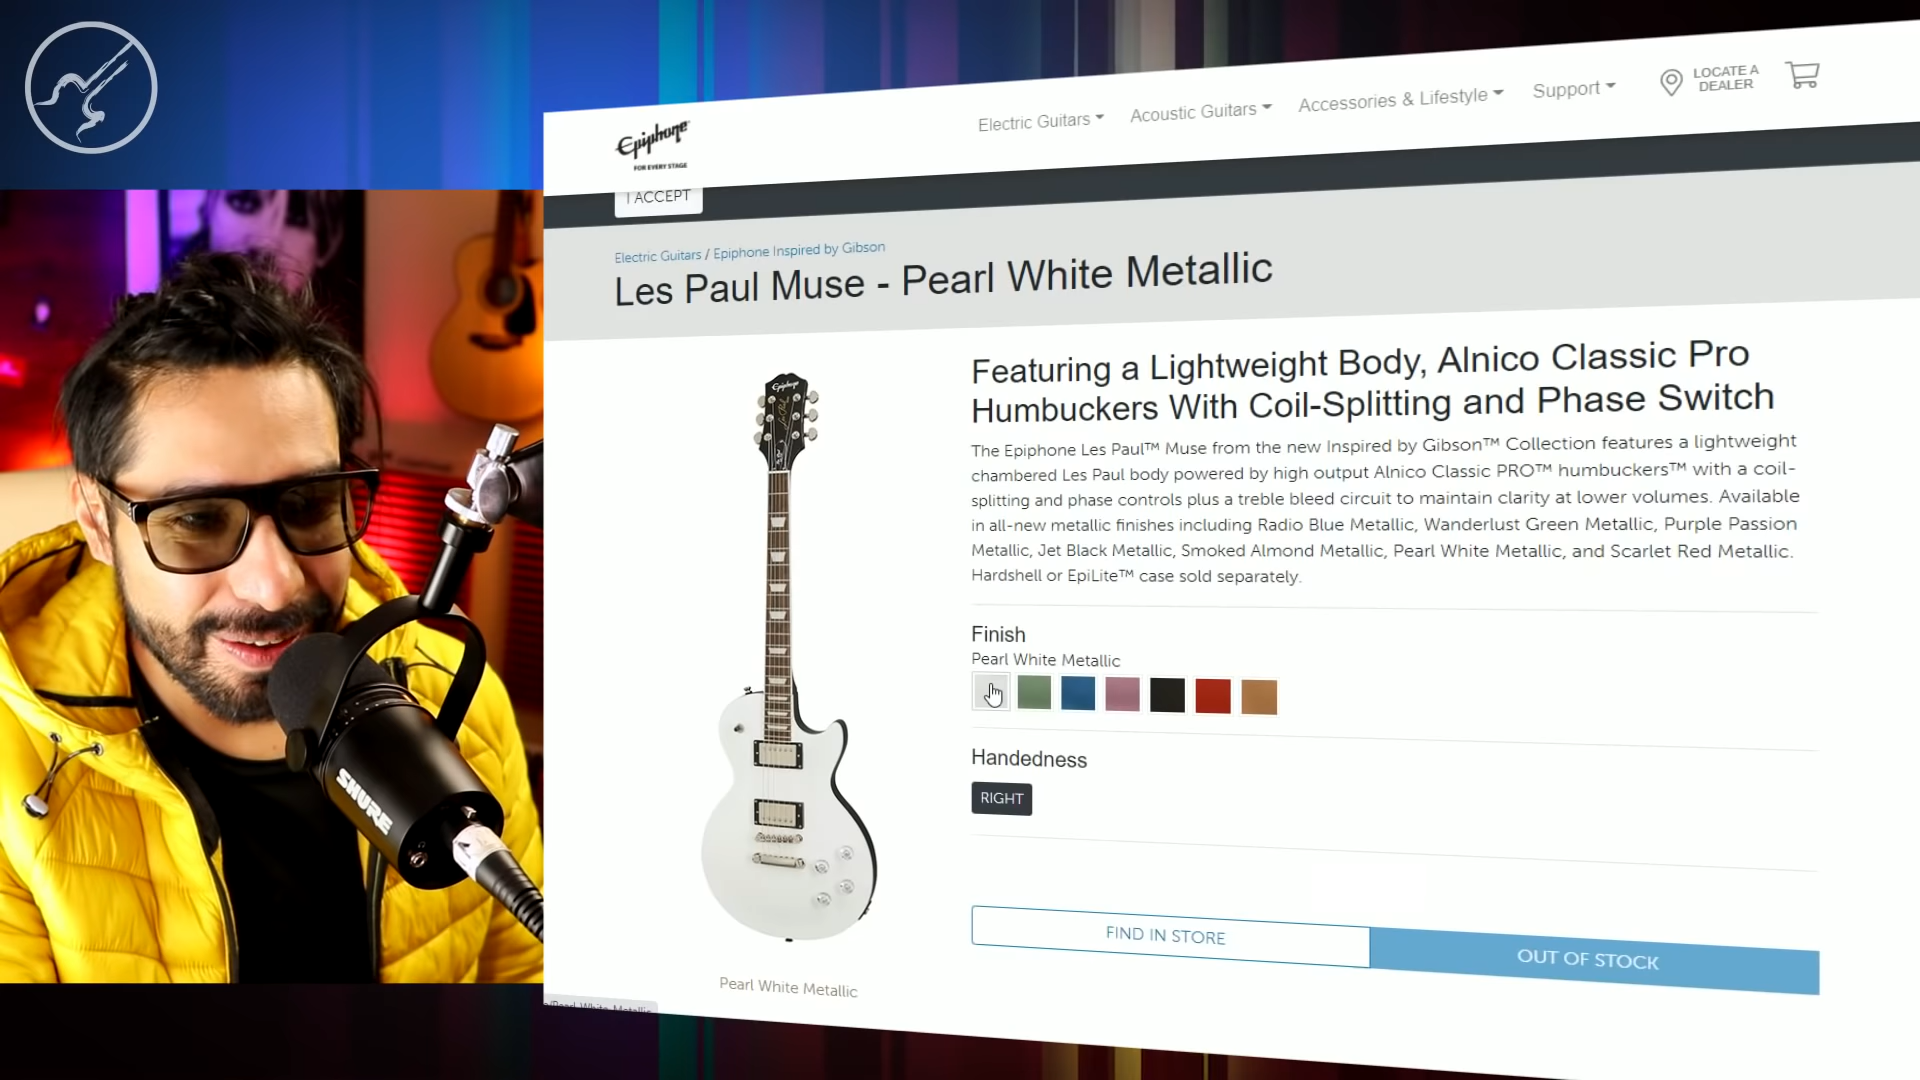 Electric Guitars
Acoustic Guitars
Accessories & Lifestyle
Support
LOCATE A
DEALER
Epiphone
FOR EVERY STAGE
I ACCEPT
Electric Guitars / Epiphone Inspired by Gibson
Les Paul Muse - Pearl White Metallic
Featuring a Lightweight Body, Alnico Classic Pro
Humbuckers With Coil-Splitting and Phase Switch
The Epiphone Les Paul™ Muse from the new Inspired by Gibson™ Collection features a lightweight
chambered Les Paul body powered by high output Alnico Classic PRO™ humbuckers™ with a coil-
splitting and phase controls plus a treble bleed circuit to maintain clarity at lower volumes. Available
in all-new metallic finishes including Radio Blue Metallic, Wanderlust Green Metallic, Purple Passion
Metallic, Jet Black Metallic, Smoked Almond Metallic, Pearl White Metallic, and Scarlet Red Metallic.
Hardshell or EpiLite™ case sold separately.
Finish
Pearl White Metallic
Handedness
RIGHT
FIND IN STORE
OUT OF STOCK
Epiphone
Pearl White Metallic
SHURE